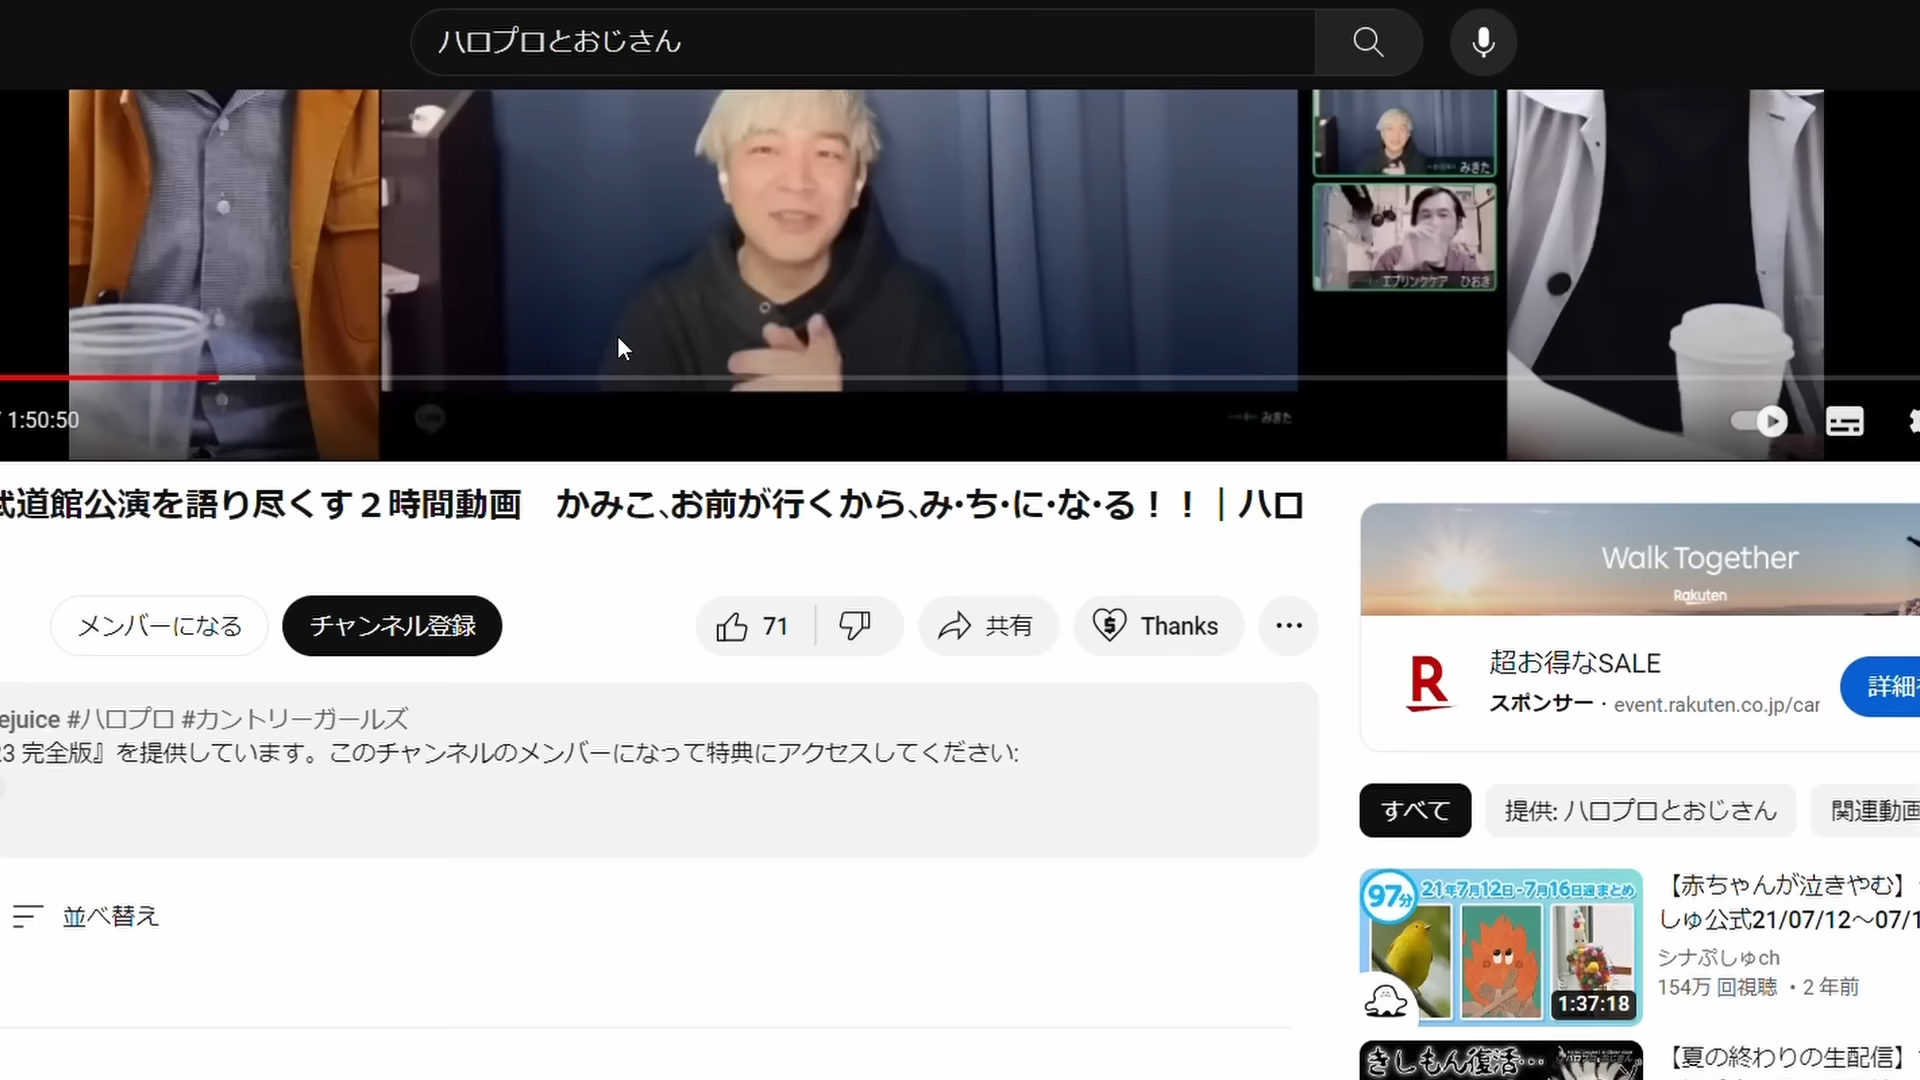 ハロプロとおじさん
みきた
エブリンクケア ひおき
1:50:50
みきた
武道館公演を語り尽くす2時間動画 かみこ、お前が行くから、み・ち・に・な・る！！｜ハロ
メンバーになる
チャンネル登録
71
共有
Thanks
ejuice #ハロプロ #カントリーガールズ
23 完全版』を提供しています。このチャンネルのメンバーになって特典にアクセスしてください:
並べ替え
Walk Together
Rakuten
R
超お得なSALE
スポンサー・event.rakuten.co.jp/car
詳細
すべて
提供: ハロプロとおじさん
関連動画
97分
21年7月12日-7月16日週まとめ
1:37:18
【赤ちゃんが泣きやむ】
しゅ公式21/07/12～07/1
シナぷしゅch
154万 回視聴・2 年前
きしもん復活…
【夏の終わりの生配信】